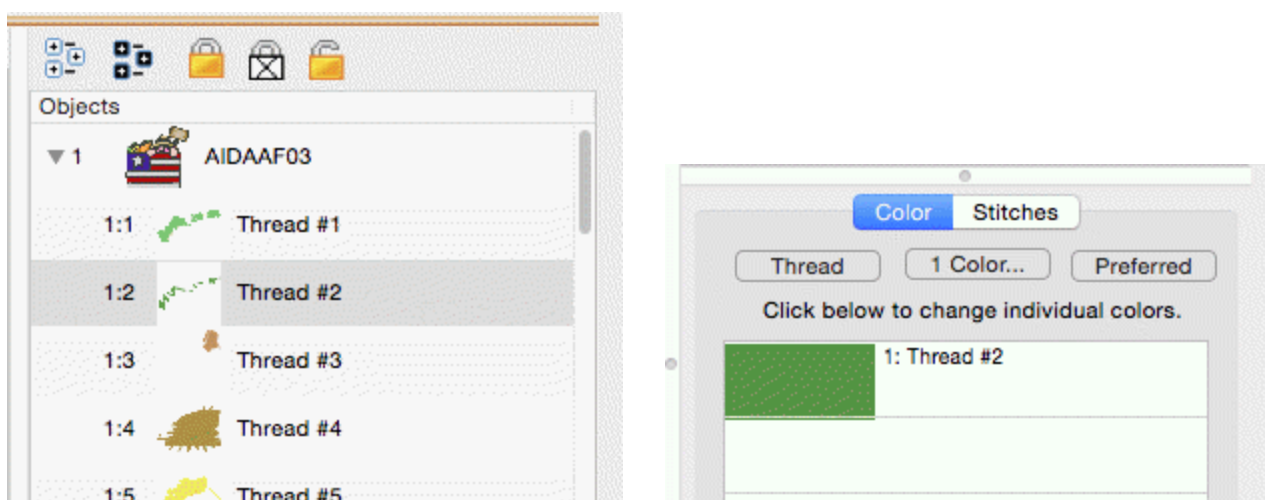 Objects
1 AIDAAF03
1:1 Thread #1
1:2 Thread #2
1:3 Thread #3
1:4 Thread #4
1:5 Thread #5
Color Stitches
Thread 1 Color... Preferred
Click below to change individual colors.
1: Thread #2